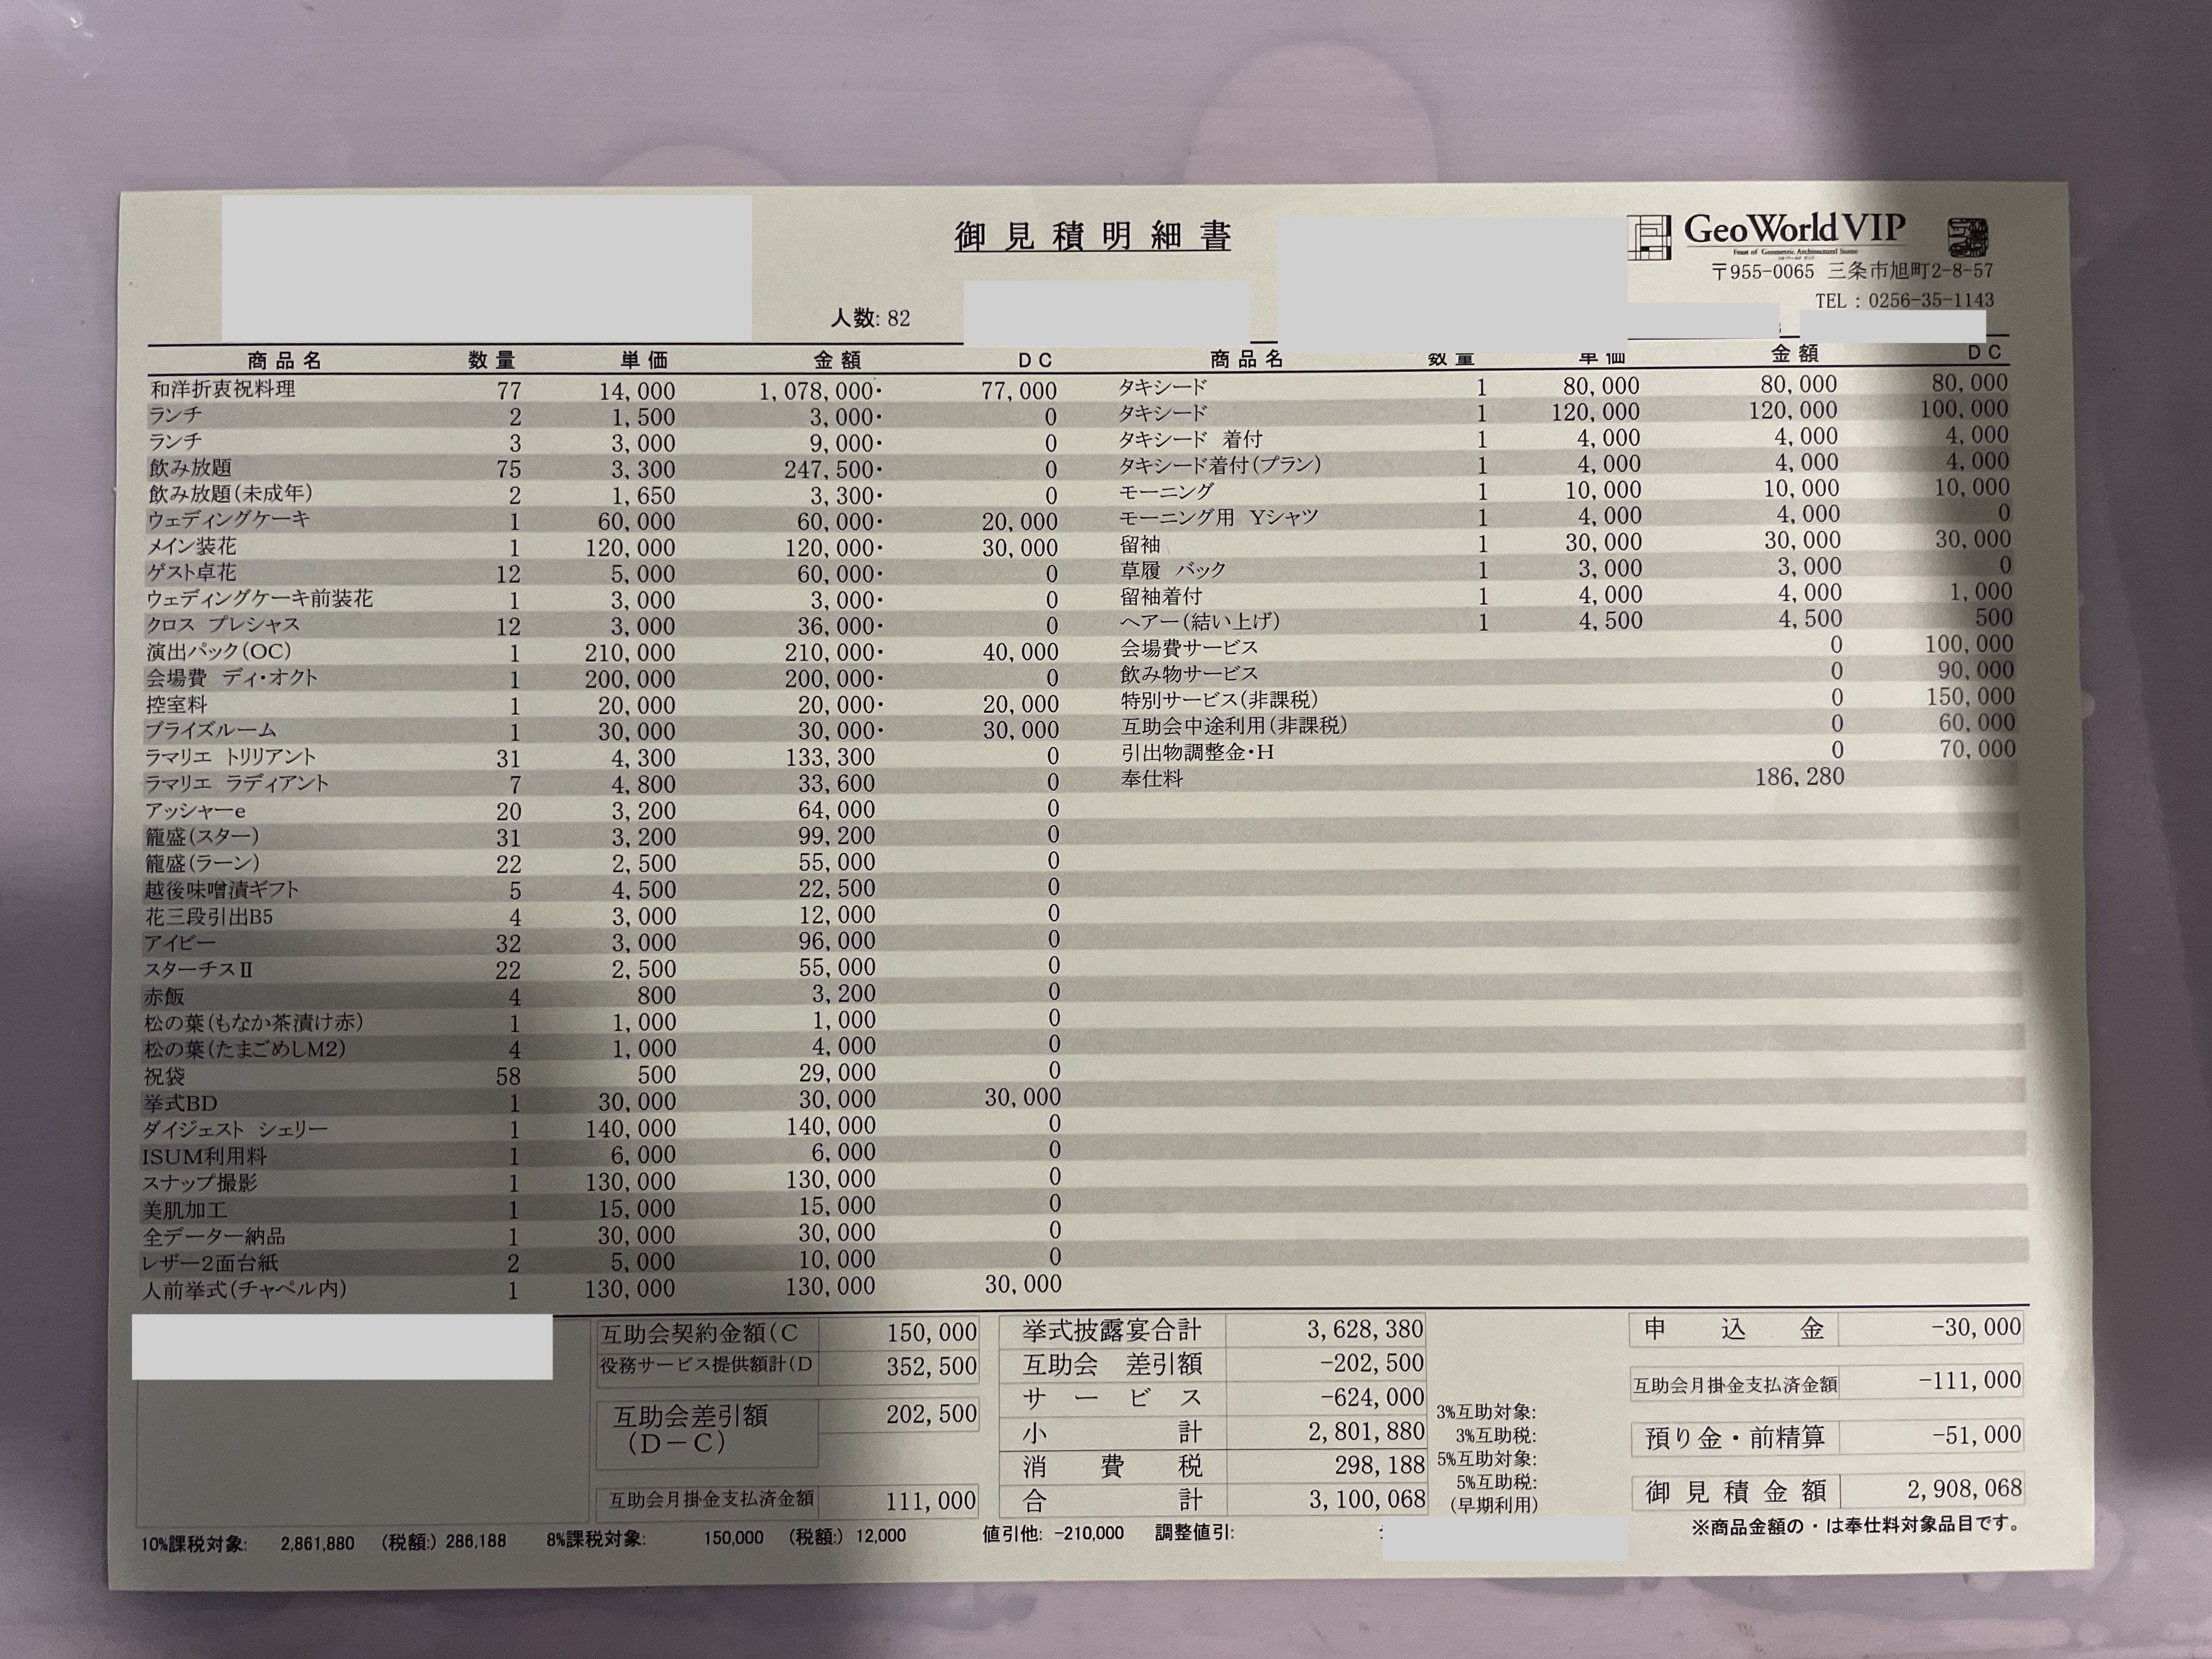 御見積明細書
GeoWorld VIP
Feast of Geometric Architectural Scene
〒955-0065 三条市旭町2-8-57
TEL : 0256-35-1143
人数: 82
商品名 数量 単価 金額 DC
和洋折衷祝料理 77 14,000 1,078,000・ 77,000
ランチ 2 1,500 3,000・ 0
ランチ 3 3,000 9,000・ 0
飲み放題 75 3,300 247,500・ 0
飲み放題(未成年) 2 1,650 3,300・ 0
ウェディングケーキ 1 60,000 60,000・ 20,000
メイン装花 1 120,000 120,000・ 30,000
ゲスト卓花 12 5,000 60,000・ 0
ウェディングケーキ前装花 1 3,000 3,000・ 0
クロス プレシャス 12 3,000 36,000・ 0
演出パック(OC) 1 210,000 210,000・ 40,000
会場費 ディ・オクト 1 200,000 200,000・ 0
控室料 1 20,000 20,000・ 20,000
ブライズルーム 1 30,000 30,000・ 30,000
ラマリエ トリリアント 31 4,300 133,300 0
ラマリエ ラディアント 7 4,800 33,600 0
アッシャーe 20 3,200 64,000 0
籠盛(スター) 31 3,200 99,200 0
籠盛(ラーン) 22 2,500 55,000 0
越後味噌漬ギフト 5 4,500 22,500 0
花三段引出B5 4 3,000 12,000 0
アイビー 32 3,000 96,000 0
スターチスⅡ 22 2,500 55,000 0
赤飯 4 800 3,200 0
松の葉(もなか茶漬け赤) 1 1,000 1,000 0
松の葉(たまごめしM2) 4 1,000 4,000 0
祝袋 58 500 29,000 0
挙式BD 1 30,000 30,000 30,000
ダイジェスト シェリー 1 140,000 140,000 0
ISUM利用料 1 6,000 6,000 0
スナップ撮影 1 130,000 130,000 0
美肌加工 1 15,000 15,000 0
全データー納品 1 30,000 30,000 0
レザー2面台紙 2 5,000 10,000 0
人前挙式(チャペル内) 1 130,000 130,000 30,000
商品名 数量 単価 金額 DC
タキシード 1 80,000 80,000 80,000
タキシード 1 120,000 120,000 100,000
タキシード 着付 1 4,000 4,000 4,000
タキシード着付(プラン) 1 4,000 4,000 4,000
モーニング 1 10,000 10,000 10,000
モーニング用 Yシャツ 1 4,000 4,000 0
留袖 1 30,000 30,000 30,000
草履 バック 1 3,000 3,000 0
留袖着付 1 4,000 4,000 1,000
ヘアー(結い上げ) 1 4,500 4,500 500
会場費サービス 0 100,000
飲み物サービス 0 90,000
特別サービス(非課税) 0 150,000
互助会中途利用(非課税) 0 60,000
引出物調整金・H 0 70,000
奉仕料 186,280
互助会契約金額(C 150,000
役務サービス提供額計(D 352,500
互助会差引額 (D－C) 202,500
互助会月掛金支払済金額 111,000
挙式披露宴合計 3,628,380
互助会 差引額 -202,500
サービス -624,000
小計 2,801,880
消費税 298,188
合計 3,100,068
3%互助対象:
3%互助税:
5%互助対象:
5%互助税:
(早期利用)
申込金 -30,000
互助会月掛金支払済金額 -111,000
預り金・前精算 -51,000
御見積金額 2,908,068
※商品金額の・は奉仕料対象品目です。
10%課税対象: 2,861,880 (税額:) 286,188 8%課税対象: 150,000 (税額:) 12,000 値引他: -210,000 調整値引: